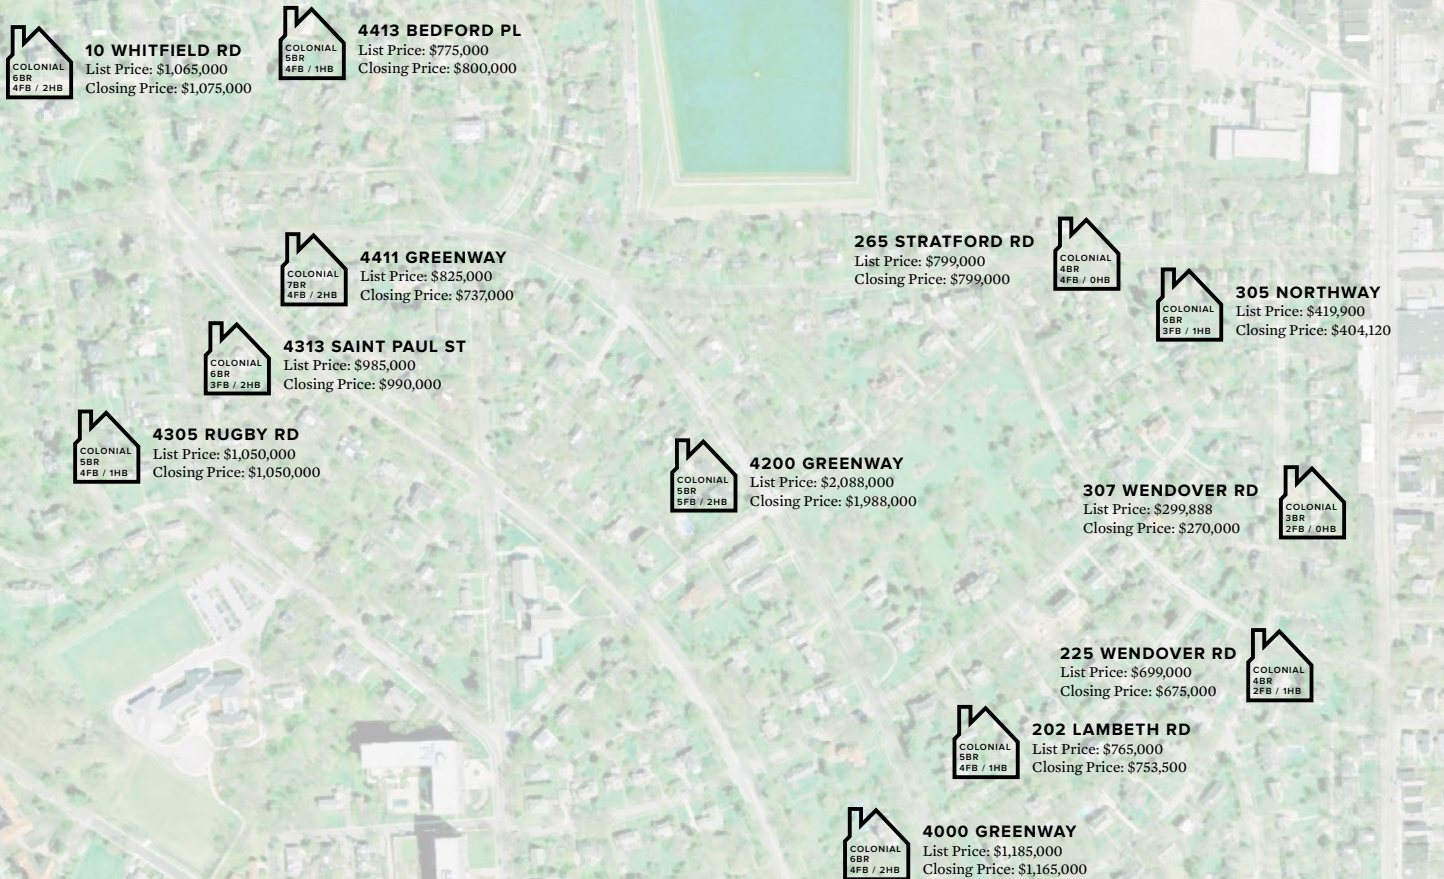 COLONIAL
6BR
4FB / 2HB
10 WHITFIELD RD
List Price: $1,065,000
Closing Price: $1,075,000
COLONIAL
5BR
4FB / 1HB
4413 BEDFORD PL
List Price: $775,000
Closing Price: $800,000
COLONIAL
7BR
4FB / 2HB
4411 GREENWAY
List Price: $825,000
Closing Price: $737,000
265 STRATFORD RD
List Price: $799,000
Closing Price: $799,000
COLONIAL
4BR
4FB / 0HB
COLONIAL
6BR
3FB / 1HB
305 NORTHWAY
List Price: $419,900
Closing Price: $404,120
COLONIAL
6BR
3FB / 2HB
4313 SAINT PAUL ST
List Price: $985,000
Closing Price: $990,000
COLONIAL
5BR
4FB / 1HB
4305 RUGBY RD
List Price: $1,050,000
Closing Price: $1,050,000
COLONIAL
5BR
5FB / 2HB
4200 GREENWAY
List Price: $2,088,000
Closing Price: $1,988,000
307 WENDOVER RD
List Price: $299,888
Closing Price: $270,000
COLONIAL
3BR
2FB / 0HB
225 WENDOVER RD
List Price: $699,000
Closing Price: $675,000
COLONIAL
4BR
2FB / 1HB
COLONIAL
5BR
4FB / 1HB
202 LAMBETH RD
List Price: $765,000
Closing Price: $753,500
COLONIAL
6BR
4FB / 2HB
4000 GREENWAY
List Price: $1,185,000
Closing Price: $1,165,000